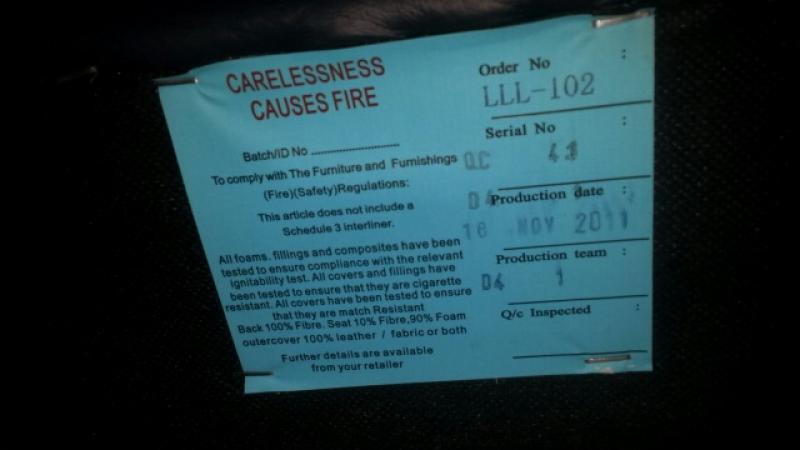 CARELESSNESS
CAUSES FIRE
Batch/ID No ........................
To comply with The Furniture and Furnishings
(Fire)(Safety)Regulations:
This article does not include a
Schedule 3 interliner.
All foams. fillings and composites have been
tested to ensure compliance with the relevant
ignitability test. All covers and fillings have
been tested to ensure that they are cigarette
resistant. All covers have been tested to ensure
that they are match Resistant
Back 100% Fibre. Seat 10% Fibre,90% Foam
outercover 100% leather / fabric or both
Further details are available
from your retailer
Order No :
LLL-102
Serial No :
QC
D4 Production date :
NOV 2011
Production team :
D4 1
Q/c Inspected :